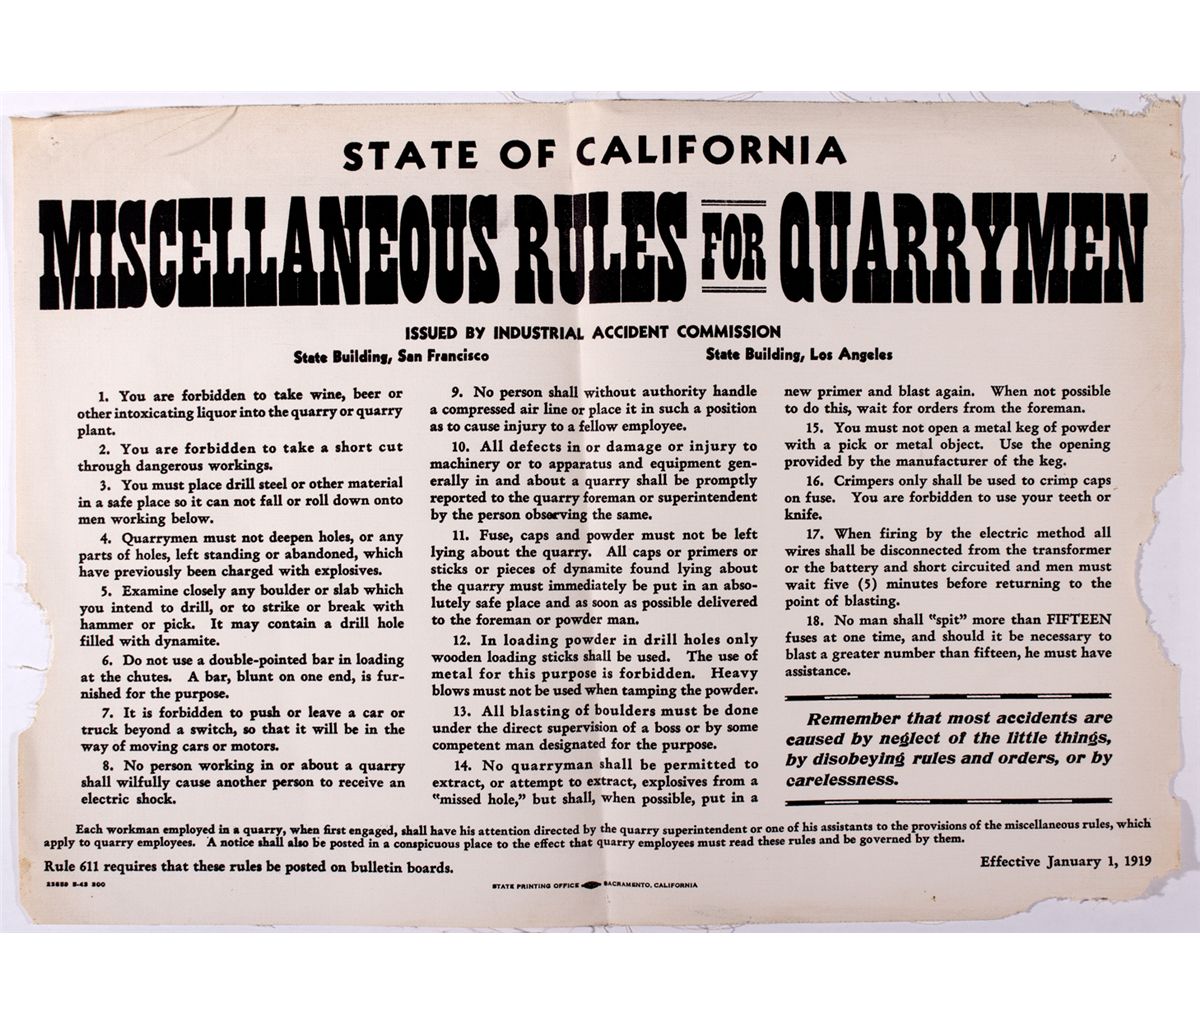 STATE OF CALIFORNIA
MISCELLANEOUS RULES FOR QUARRYMEN
ISSUED BY INDUSTRIAL ACCIDENT COMMISSION
State Building, San Francisco State Building, Los Angeles
1. You are forbidden to take wine, beer or
other intoxicating liquor into the quarry or quarry
plant.
2. You are forbidden to take a short cut
through dangerous workings.
3. You must place drill steel or other material
in a safe place so it can not fall or roll down onto
men working below.
4. Quarrymen must not deepen holes, or any
parts of holes, left standing or abandoned, which
have previously been charged with explosives.
5. Examine closely any boulder or slab which
you intend to drill, or to strike or break with
hammer or pick. It may contain a drill hole
filled with dynamite.
6. Do not use a double-pointed bar in loading
at the chutes. A bar, blunt on one end, is fur-
nished for the purpose.
7. It is forbidden to push or leave a car or
truck beyond a switch, so that it will be in the
way of moving cars or motors.
8. No person working in or about a quarry
shall wilfully cause another person to receive an
electric shock.
9. No person shall without authority handle
a compressed air line or place it in such a position
as to cause injury to a fellow employee.
10. All defects in or damage or injury to
machinery or to apparatus and equipment gen-
erally in and about a quarry shall be promptly
reported to the quarry foreman or superintendent
by the person observing the same.
11. Fuse, caps and powder must not be left
lying about the quarry. All caps or primers or
sticks or pieces of dynamite found lying about
the quarry must immediately be put in an abso-
lutely safe place and as soon as possible delivered
to the foreman or powder man.
12. In loading powder in drill holes only
wooden loading sticks shall be used. The use of
metal for this purpose is forbidden. Heavy
blows must not be used when tamping the powder.
13. All blasting of boulders must be done
under the direct supervision of a boss or by some
competent man designated for the purpose.
14. No quarryman shall be permitted to
extract, or attempt to extract, explosives from a
"missed hole," but shall, when possible, put in a
new primer and blast again. When not possible
to do this, wait for orders from the foreman.
15. You must not open a metal keg of powder
with a pick or metal object. Use the opening
provided by the manufacturer of the keg.
16. Crimpers only shall be used to crimp caps
on fuse. You are forbidden to use your teeth or
knife.
17. When firing by the electric method all
wires shall be disconnected from the transformer
or the battery and short circuited and men must
wait five (5) minutes before returning to the
point of blasting.
18. No man shall "spit" more than FIFTEEN
fuses at one time, and should it be necessary to
blast a greater number than fifteen, he must have
assistance.
Remember that most accidents are
caused by neglect of the little things,
by disobeying rules and orders, or by
carelessness.
Each workman employed in a quarry, when first engaged, shall have his attention directed by the quarry superintendent or one of his assistants to the provisions of the miscellaneous rules, which
apply to quarry employees. A notice shall also be posted in a conspicuous place to the effect that quarry employees must read these rules and be governed by them.
Rule 611 requires that these rules be posted on bulletin boards. Effective January 1, 1919
STATE PRINTING OFFICE SACRAMENTO, CALIFORNIA